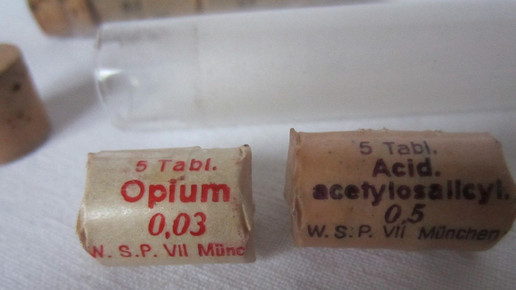 5 Tabl.
Opium
0,03
W. S.P. VII Münc
5 Tabl.
Acid.
acetylosalicyl.
0,5
W. S. P. VII München